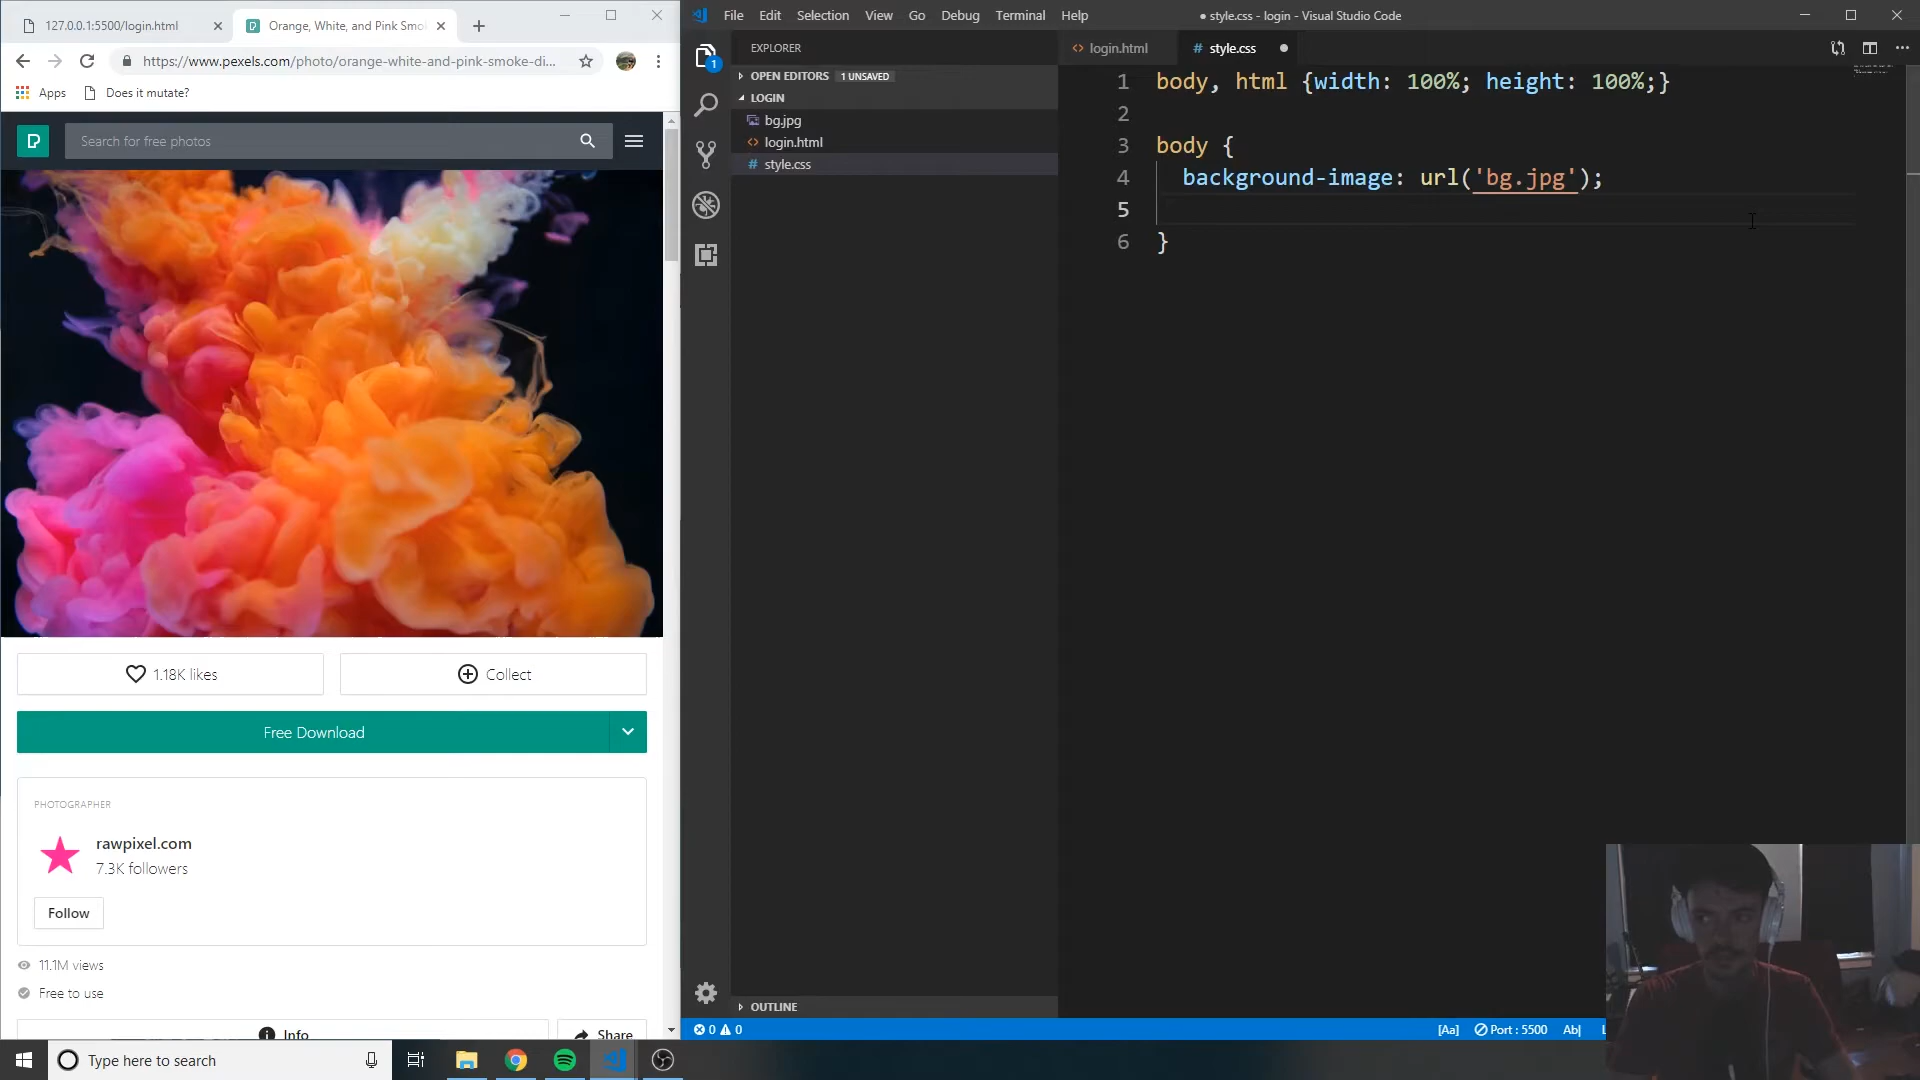 127.0.0.1:5500/login.html
Orange, White, and Pink Smo
https://www.pexels.com/photo/orange-white-and-pink-smoke-di...
Apps
Does it mutate?
Search for free photos
1.18K likes
Collect
Free Download
PHOTOGRAPHER
rawpixel.com
7.3K followers
Follow
11.1M views
Free to use
Info
Share
File Edit Selection View Go Debug Terminal Help
● style.css - login - Visual Studio Code
EXPLORER
OPEN EDITORS 1 UNSAVED
LOGIN
bg.jpg
login.html
style.css
OUTLINE
login.html
style.css
1 body, html {width: 100%; height: 100%;}
2
3 body {
4 background-image: url('bg.jpg');
5
6 }
1
0 0
[Aa]
Port : 5500
Ab|
Type here to search